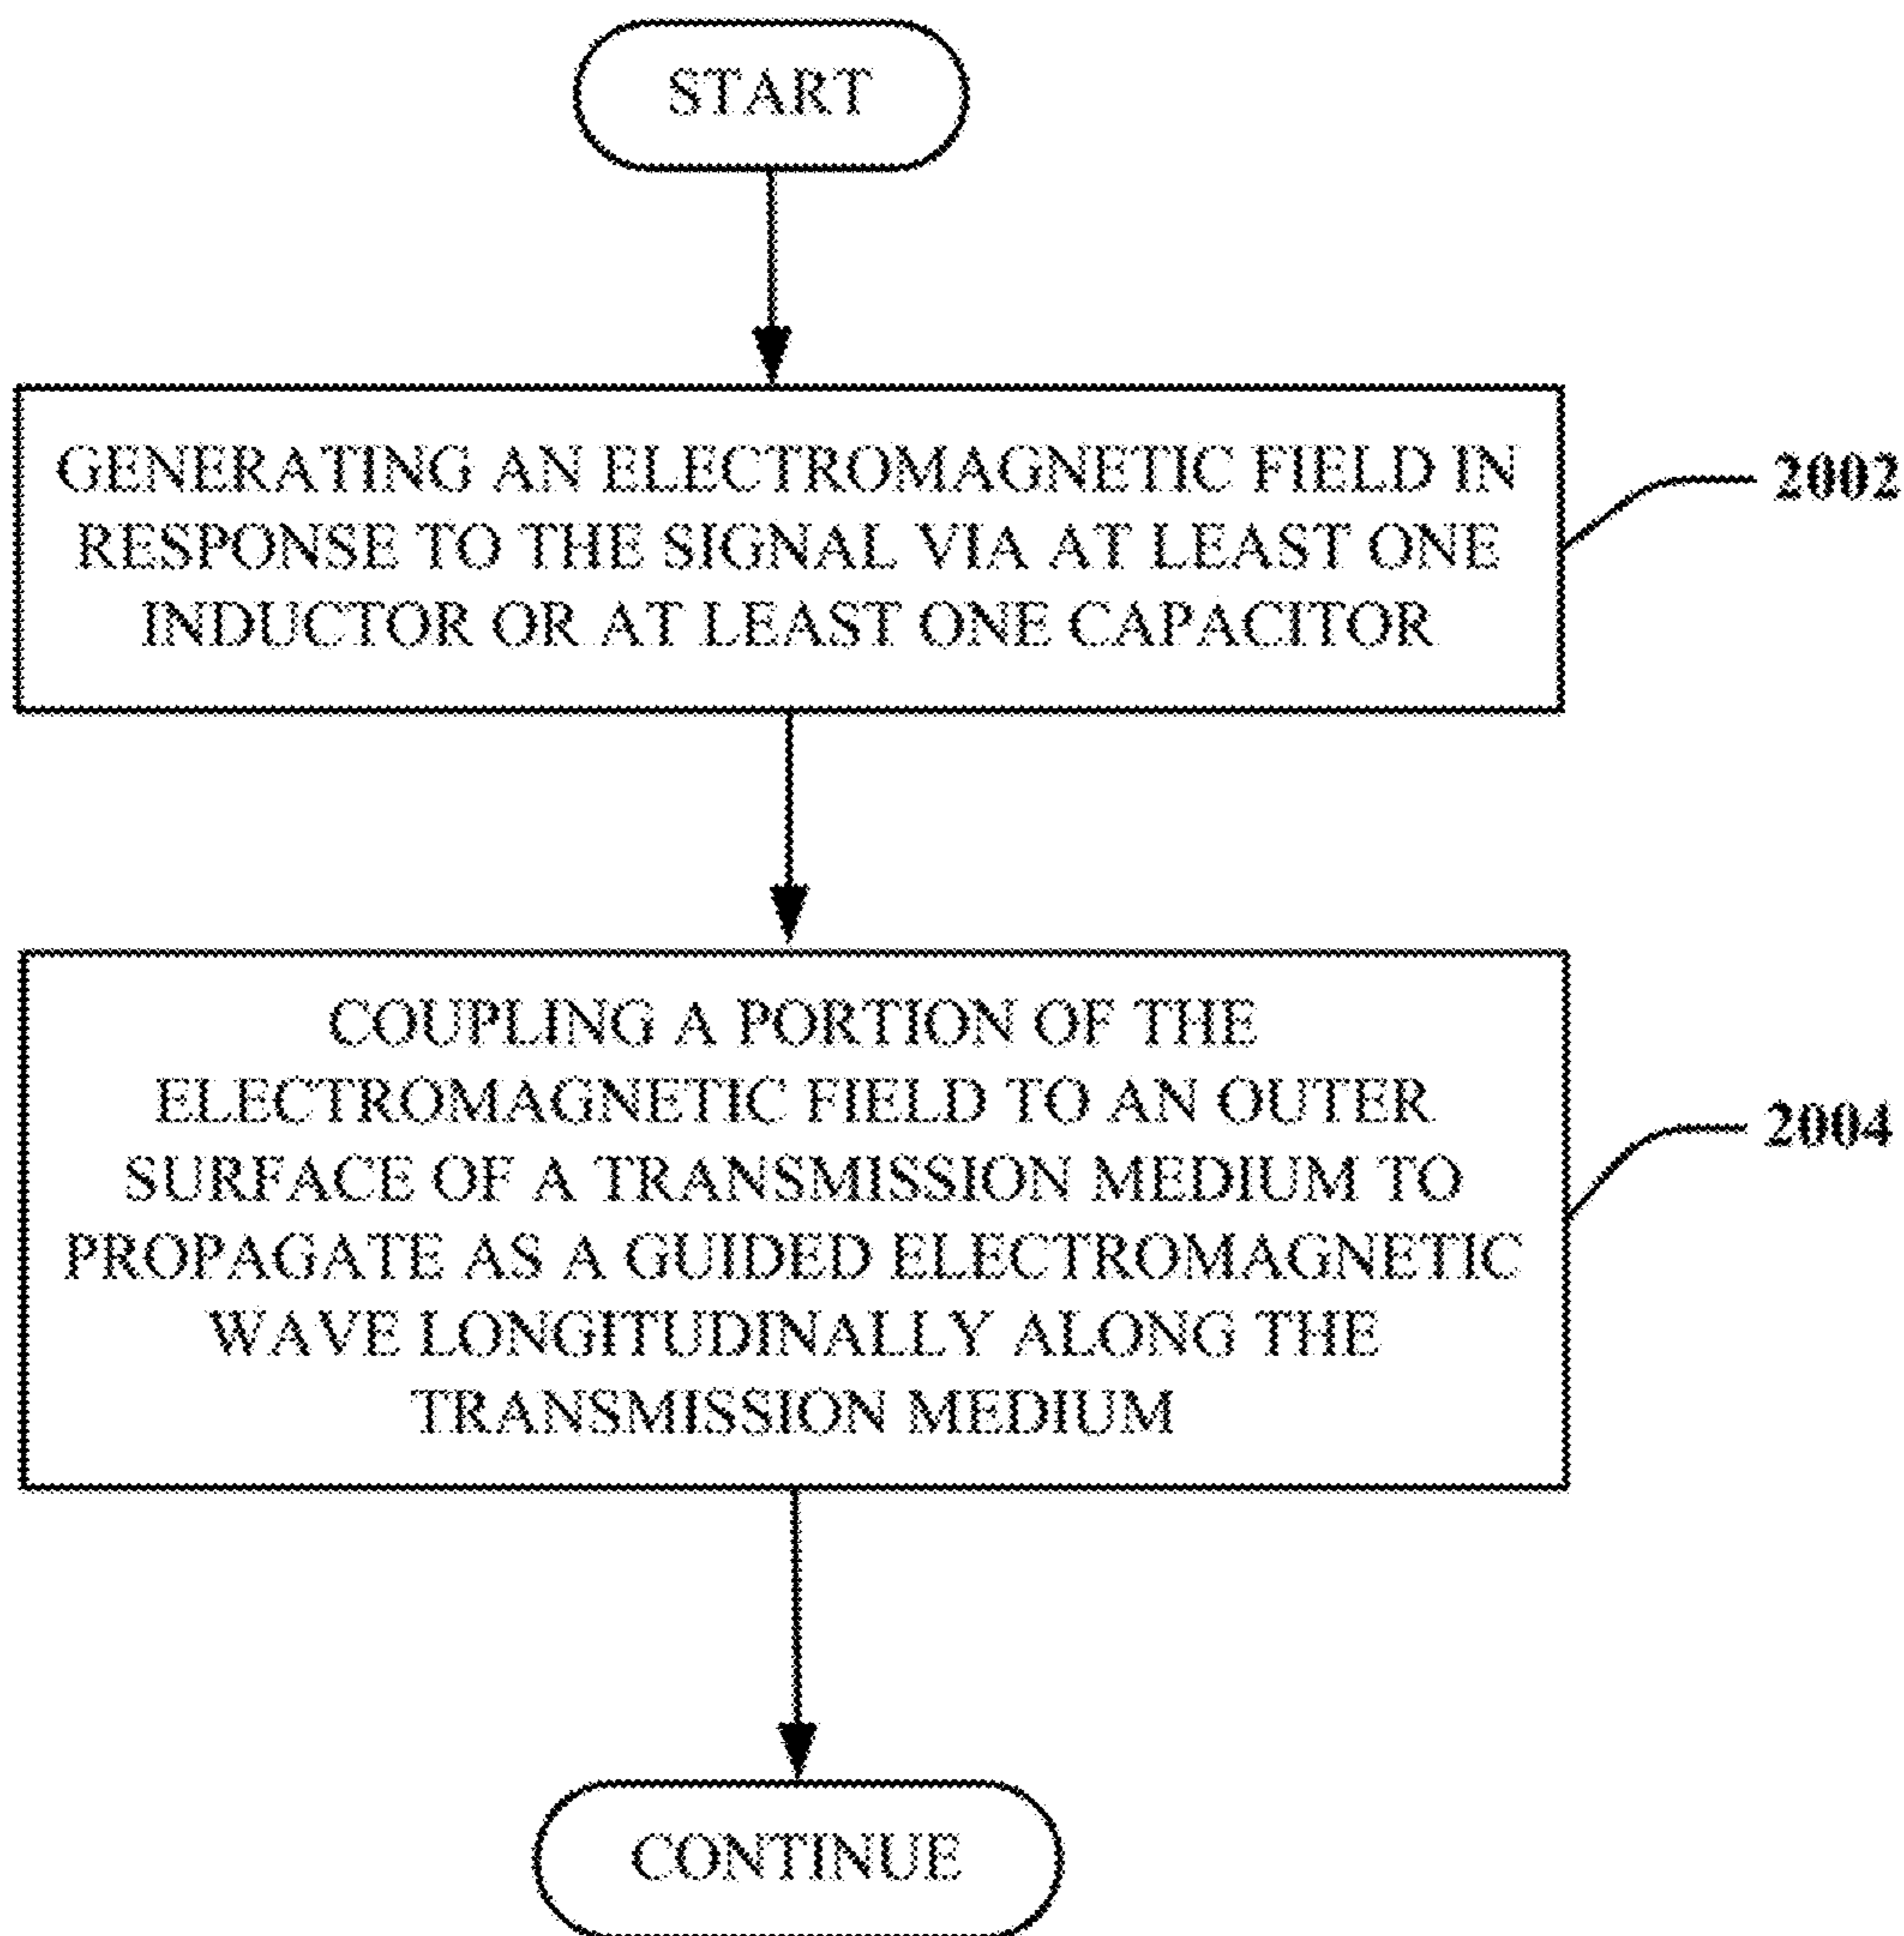 START
GENERATING AN ELECTROMAGNETIC FIELD IN
RESPONSE TO THE SIGNAL VIA AT LEAST ONE
INDUCTOR OR AT LEAST ONE CAPACITOR
2002
COUPLING A PORTION OF THE
ELECTROMAGNETIC FIELD TO AN OUTER
SURFACE OF A TRANSMISSION MEDIUM TO
PROPAGATE AS A GUIDED ELECTROMAGNETIC
WAVE LONGITUDINALLY ALONG THE
TRANSMISSION MEDIUM
2004
CONTINUE